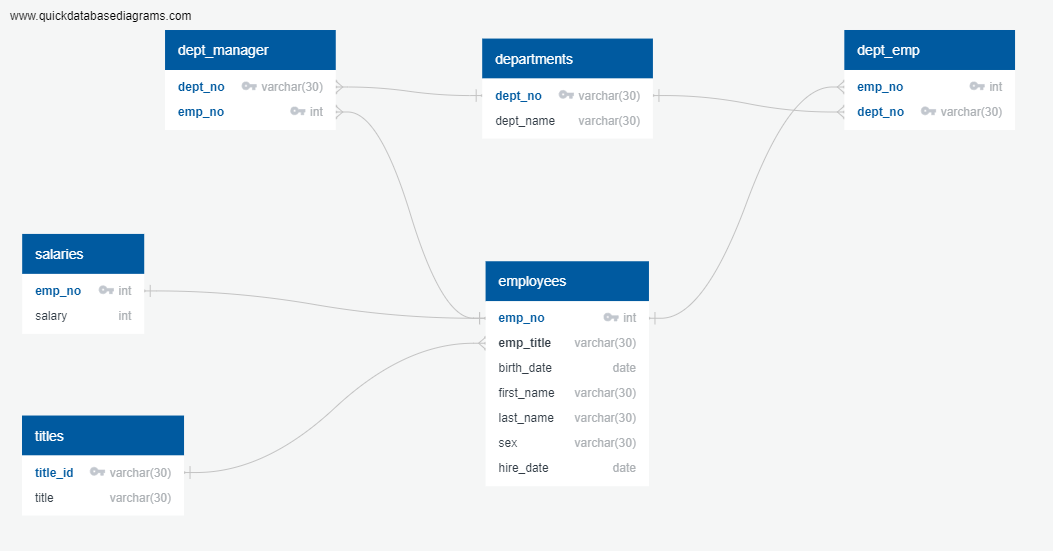 www.quickdatabasediagrams.com
dept_manager
dept_no varchar(30)
emp_no int
departments
dept_no varchar(30)
dept_name varchar(30)
dept_emp
emp_no int
dept_no varchar(30)
salaries
emp_no int
salary int
employees
emp_no int
emp_title varchar(30)
birth_date date
first_name varchar(30)
last_name varchar(30)
sex varchar(30)
hire_date date
titles
title_id varchar(30)
title varchar(30)